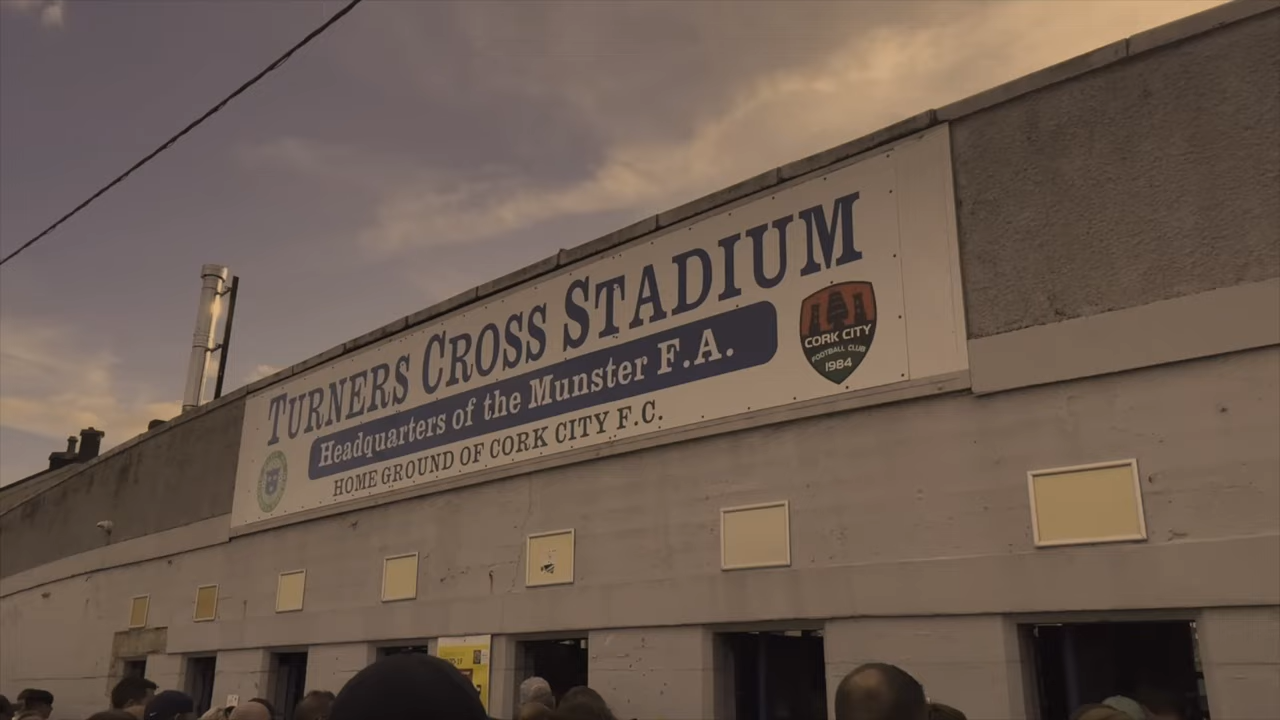 TURNERS CROSS STADIUM
Headquarters of the Munster F.A.
HOME GROUND OF CORK CITY F.C.
CORK CITY
FOOTBALL CLUB
1984